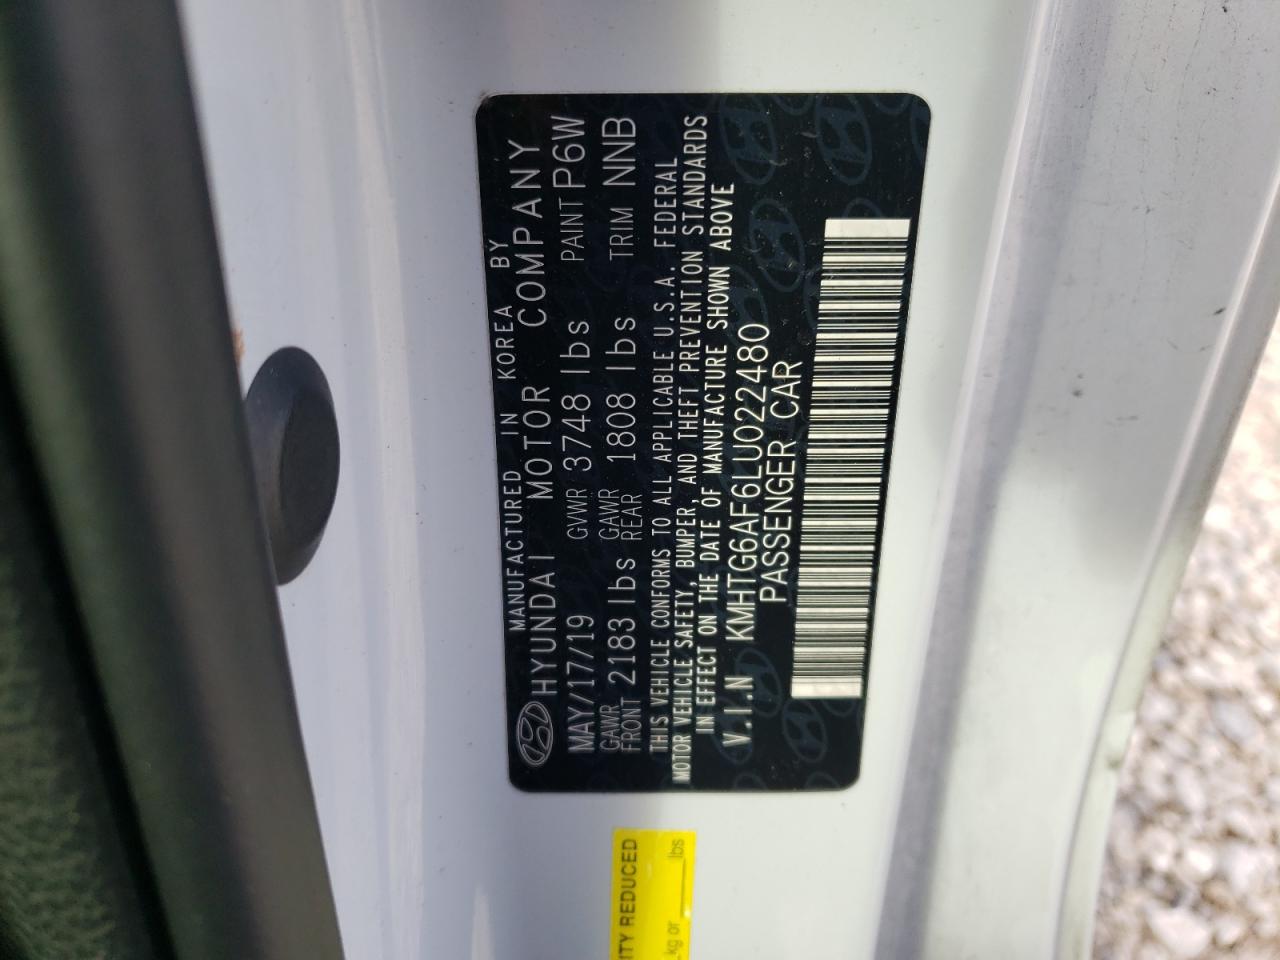 MANUFACTURED IN KOREA BY
HYUNDAI MOTOR COMPANY
MAY/17/19 GVWR 3748 lbs PAINT P6W
GAWR FRONT 2183 lbs GAWR REAR 1808 lbs TRIM NNB
THIS VEHICLE CONFORMS TO ALL APPLICABLE U.S.A. FEDERAL
MOTOR VEHICLE SAFETY, BUMPER, AND THEFT PREVENTION STANDARDS
IN EFFECT ON THE DATE OF MANUFACTURE SHOWN ABOVE
V.I.N KMHTG6AF6LU022480
PASSENGER CAR
ITY REDUCED
kg or ____ lbs